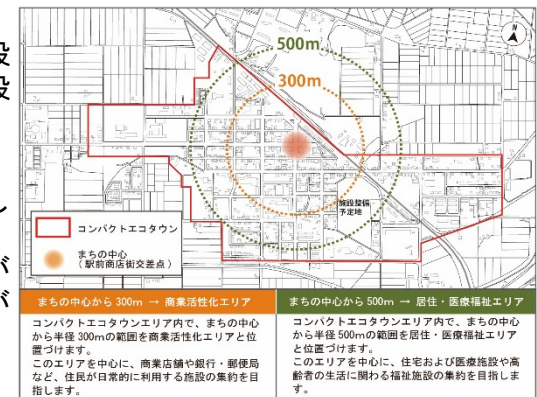 設
設
し
が
が
500m
300m
施設整備
予定地
コンパクトエコタウン
まちの中心
（駅前商店街交差点）
まちの中心から 300m → 商業活性化エリア
コンパクトエコタウンエリア内で、まちの中心
から半径 300mの範囲を商業活性化エリアと位
置づけます。
このエリアを中心に、商業店舗や銀行・郵便局
など、住民が日常的に利用する施設の集約を目
指します。
まちの中心から 500m → 居住・医療福祉エリア
コンパクトエコタウンエリア内で、まちの中心
から半径 500mの範囲を居住・医療福祉エリア
と位置づけます。
このエリアを中心に、住宅および医療施設や高
齢者の生活に関わる福祉施設の集約を目指しま
す。